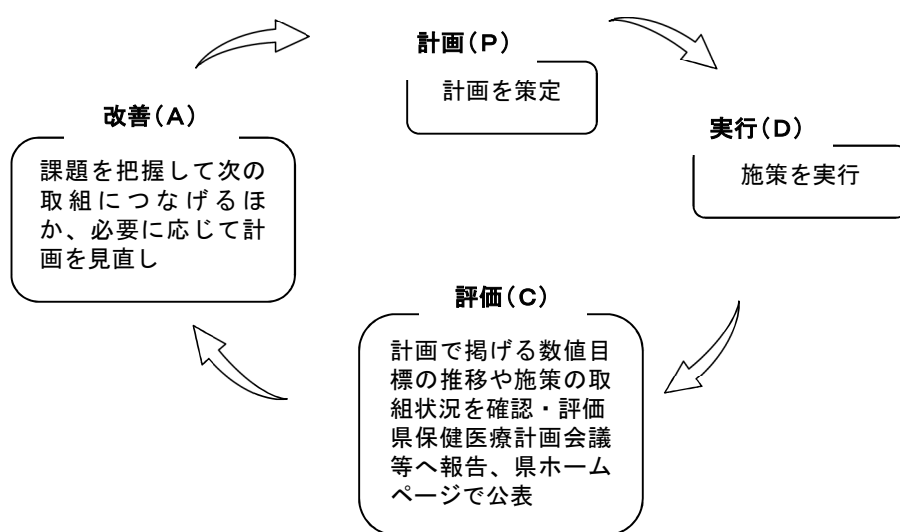 計画(P)
計画を策定
実行(D)
施策を実行
評価(C)
計画で掲げる数値目
標の推移や施策の取
組状況を確認・評価
県保健医療計画会議
等へ報告、県ホーム
ページで公表
改善(A)
課題を把握して次の
取組につなげるほ
か、必要に応じて計
画を見直し